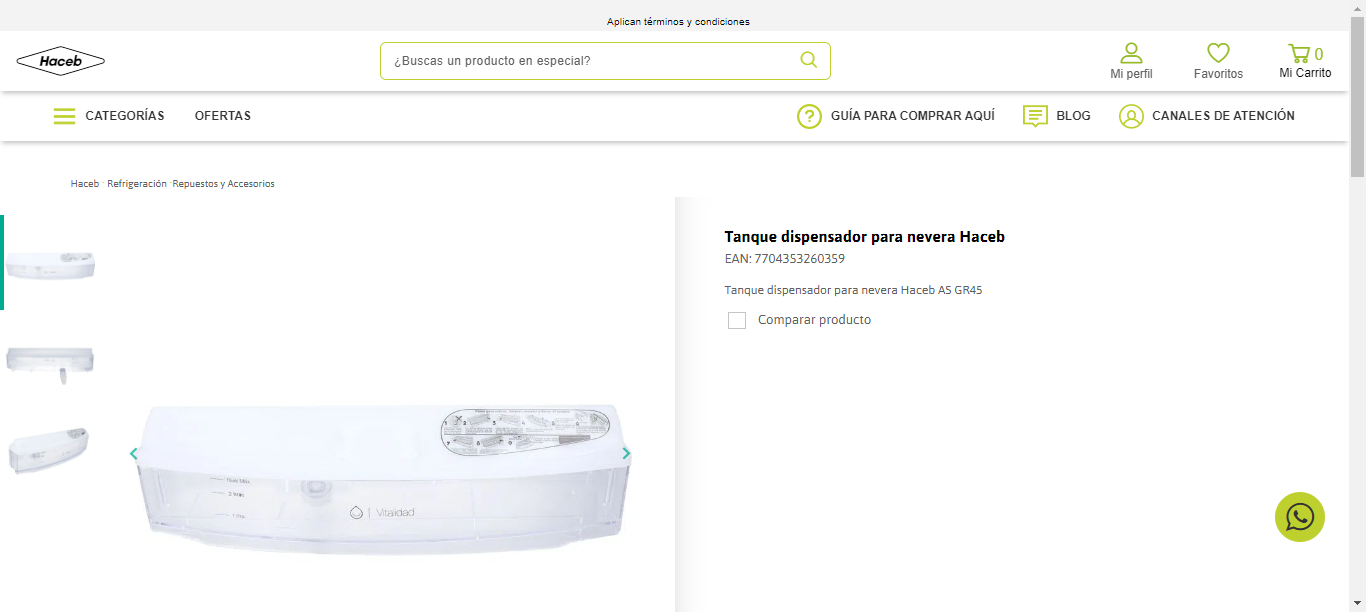 Aplican términos y condiciones
Haceb
¿Buscas un producto en especial?
Mi perfil
Favoritos
0
Mi Carrito
CATEGORÍAS
OFERTAS
GUÍA PARA COMPRAR AQUÍ
BLOG
CANALES DE ATENCIÓN
Haceb · Refrigeración · Repuestos y Accesorios
Tanque dispensador para nevera Haceb
EAN: 7704353260359
Tanque dispensador para nevera Haceb AS GR45
Comparar producto
Vitalidad